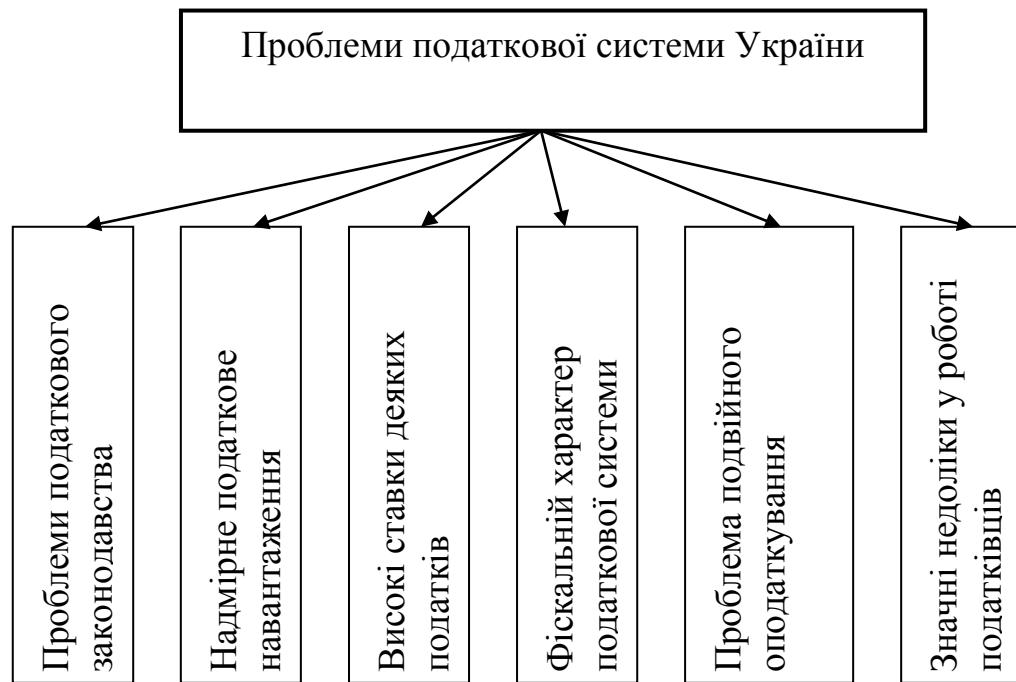 Проблеми податкової системи України
Проблеми податкового
законодавства
Надмірне податкове
навантаження
Високі ставки деяких
податків
Фіскальній характер
податкової системи
Проблема подвійного
оподаткування
Значні недоліки у роботі
податківців